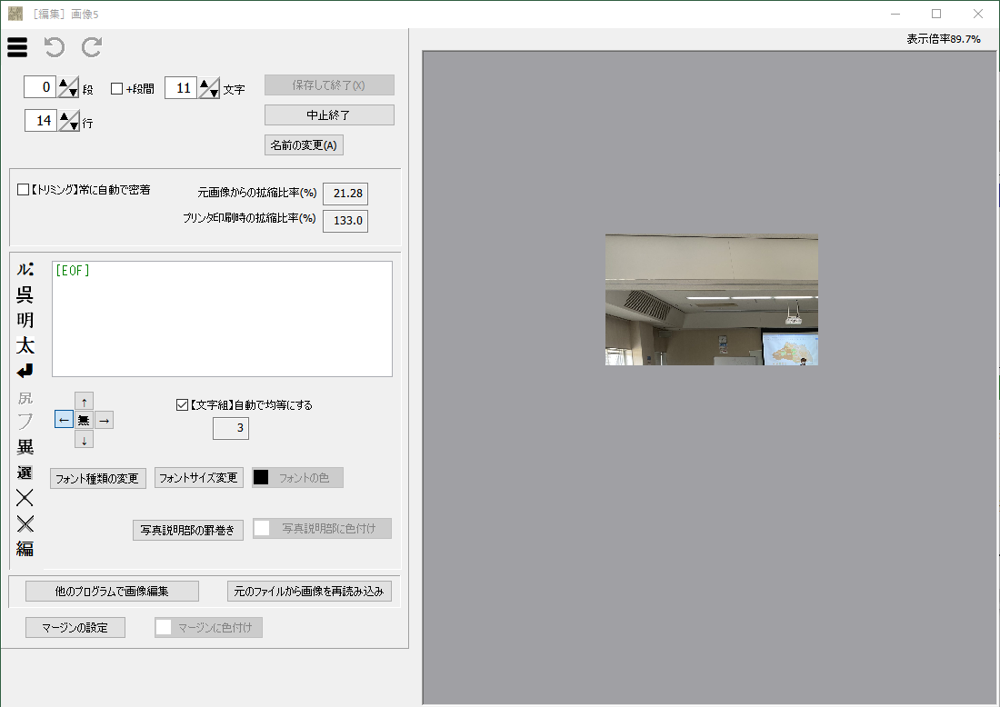 ［編集］画像5
表示倍率89.7%
0 段 +段間 11 文字 保存して終了(X)
14 行 中止終了
名前の変更(A)
【トリミング】常に自動で密着 元画像からの拡縮比率(%) 21.28
プリンタ印刷時の拡縮比率(%) 133.0
ル
[EOF]
呉
明
太
尻
フ
異
選
編
↑
← 無 →
↓
【文字組】自動で均等にする
3
フォント種類の変更 フォントサイズ変更 フォントの色
写真説明部の罫巻き 写真説明部に色付け
他のプログラムで画像編集 元のファイルから画像を再読み込み
マージンの設定 マージンに色付け